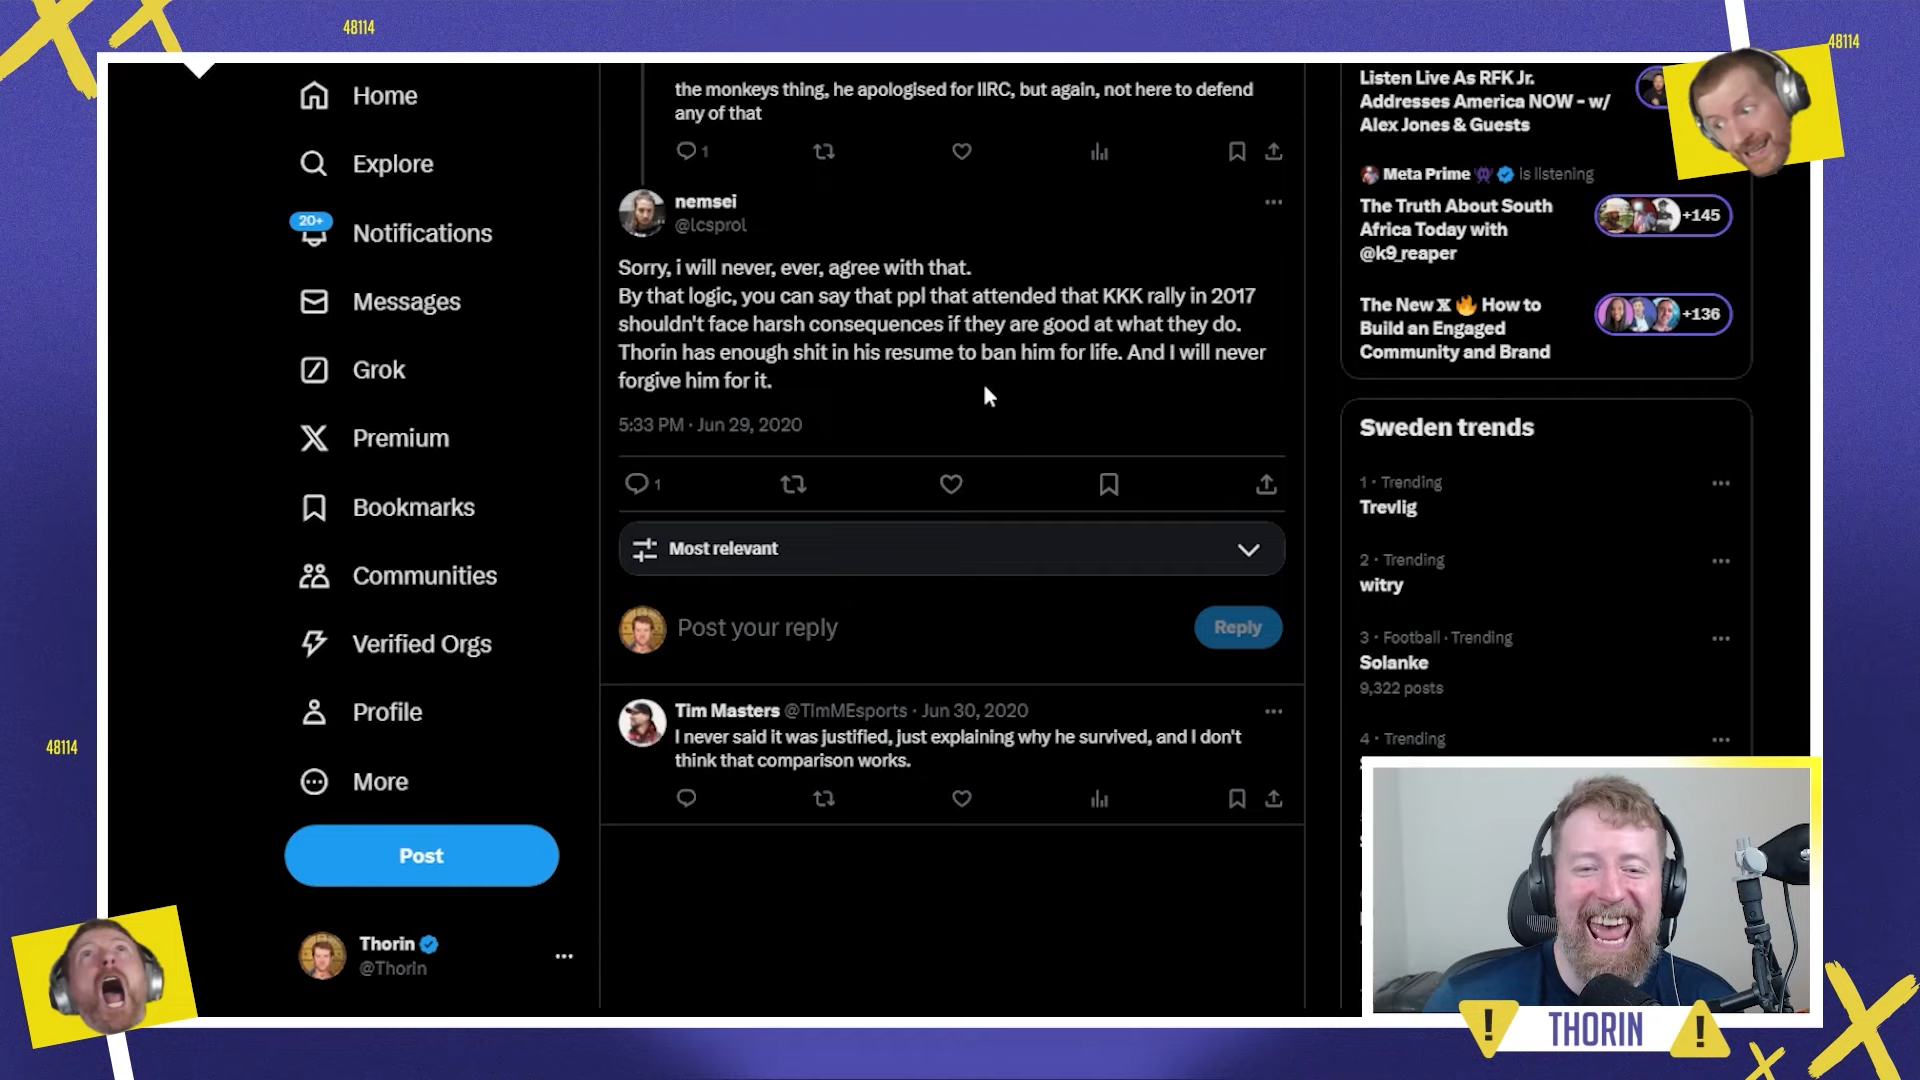 48114
48114
Home
Explore
20+
Notifications
Messages
Grok
Premium
Bookmarks
Communities
Verified Orgs
Profile
More
Post
Thorin
@Thorin
48114
the monkeys thing, he apologised for IIRC, but again, not here to defend
any of that
1
nemsei
@lcsprol
Sorry, i will never, ever, agree with that.
By that logic, you can say that ppl that attended that KKK rally in 2017
shouldn't face harsh consequences if they are good at what they do.
Thorin has enough shit in his resume to ban him for life. And I will never
forgive him for it.
5:33 PM · Jun 29, 2020
1
Most relevant
Post your reply
Reply
Tim Masters @TimMEsports · Jun 30, 2020
I never said it was justified, just explaining why he survived, and I don't
think that comparison works.
Listen Live As RFK Jr.
Addresses America NOW - w/
Alex Jones & Guests
Meta Prime is listening
The Truth About South
Africa Today with
@k9_reaper
+145
The New X 🔥 How to
Build an Engaged
Community and Brand
+136
Sweden trends
1 · Trending
Trevlig
2 · Trending
witry
3 · Football · Trending
Solanke
9,322 posts
4 · Trending
! THORIN !